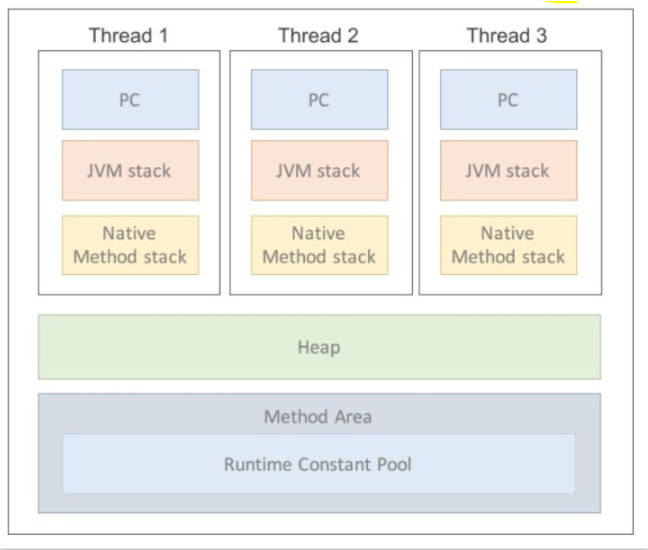 Thread 1
Thread 2
Thread 3
PC
PC
PC
JVM stack
JVM stack
JVM stack
Native
Method stack
Native
Method stack
Native
Method stack
Heap
Method Area
Runtime Constant Pool